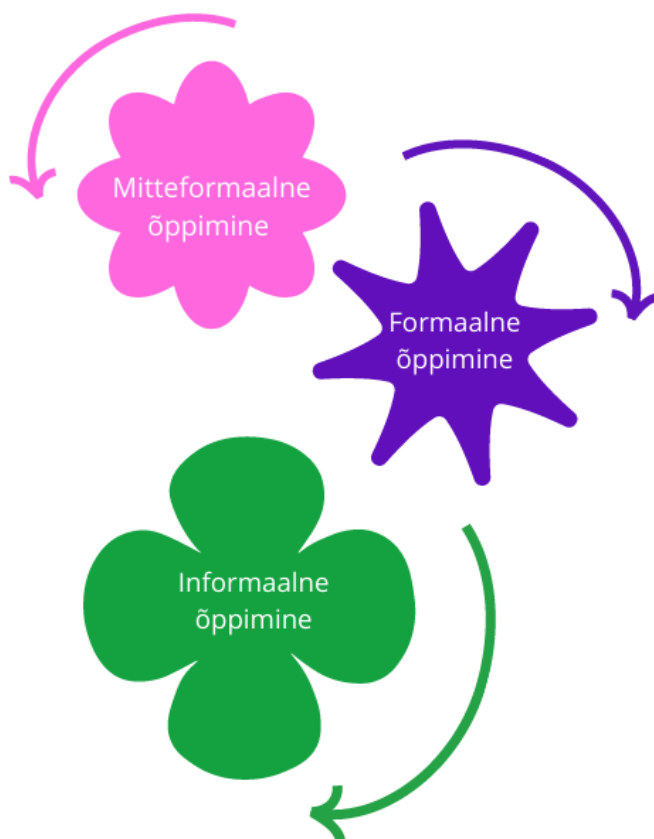 Mitteformaalne
õppimine
Formaalne
õppimine
Informaalne
õppimine